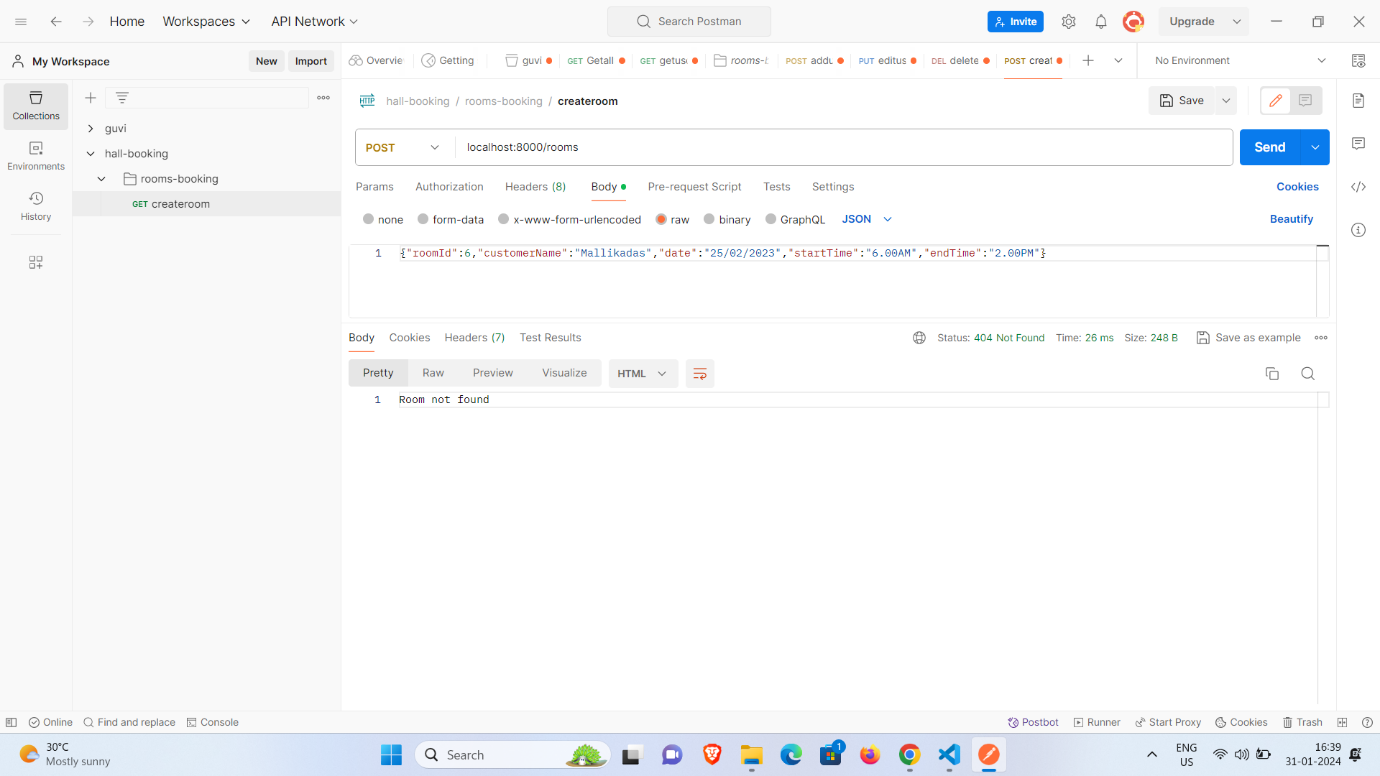 Home Workspaces API Network Search Postman Invite Upgrade
My Workspace New Import Overvie Getting guvi GET Getall GET getus POST addu PUT editus DEL delete POST creat No Environment
Collections
Environments
History
guvi
hall-booking
rooms-booking
GET createroom
HTTP hall-booking / rooms-booking / createroom Save
POST localhost:8000/rooms Send
Params Authorization Headers (8) Body Pre-request Script Tests Settings Cookies
none form-data x-www-form-urlencoded raw binary GraphQL JSON Beautify
1 {"roomId":6,"customerName":"Mallikadas","date":"25/02/2023","startTime":"6.00AM","endTime":"2.00PM"}
Body Cookies Headers (7) Test Results Status: 404 Not Found Time: 26 ms Size: 248 B Save as example
Pretty Raw Preview Visualize HTML
1 Room not found
Online Find and replace Console Postbot Runner Start Proxy Cookies Trash
30°C
Mostly sunny
Search
1
ENG
US
16:39
31-01-2024